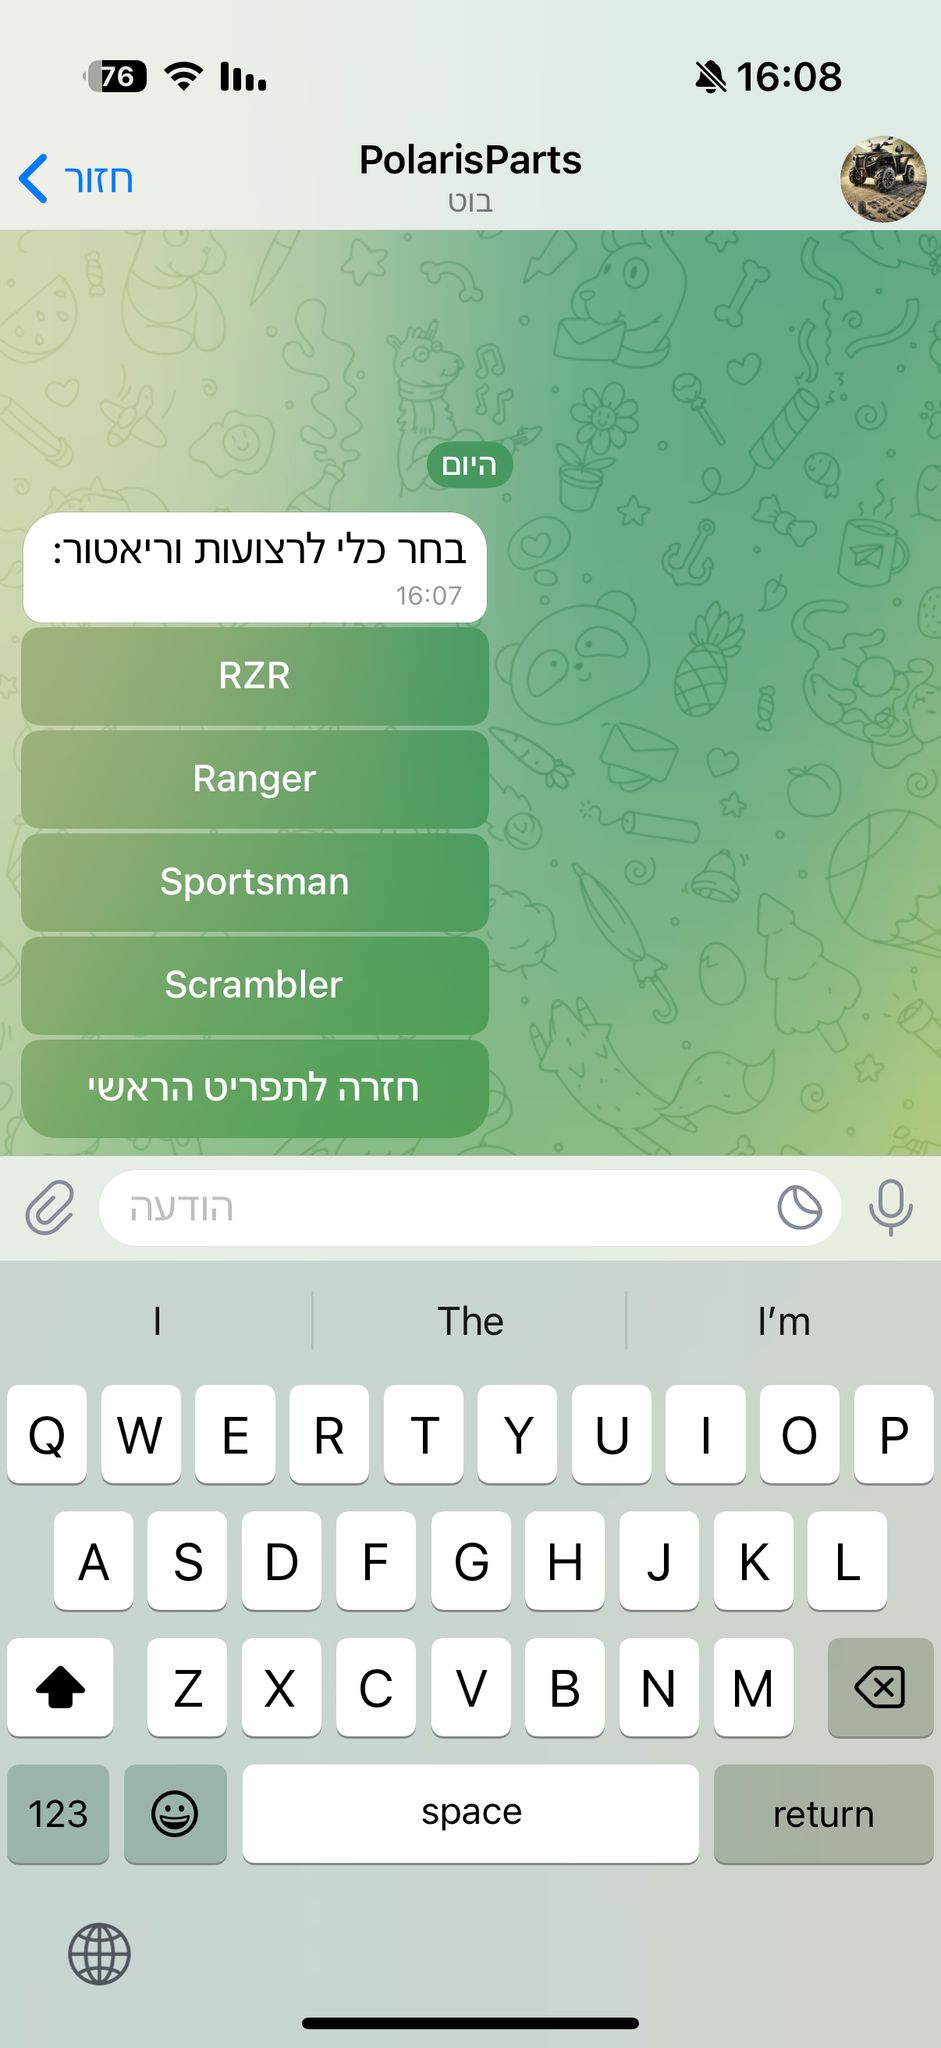 76
16:08
חזור
PolarisParts
בוט
היום
בחר כלי לרצועות וריאטור:
16:07
RZR
Ranger
Sportsman
Scrambler
חזרה לתפריט הראשי
הודעה
I The I’m
Q W E R T Y U I O P
A S D F G H J K L
Z X C V B N M
123 space return